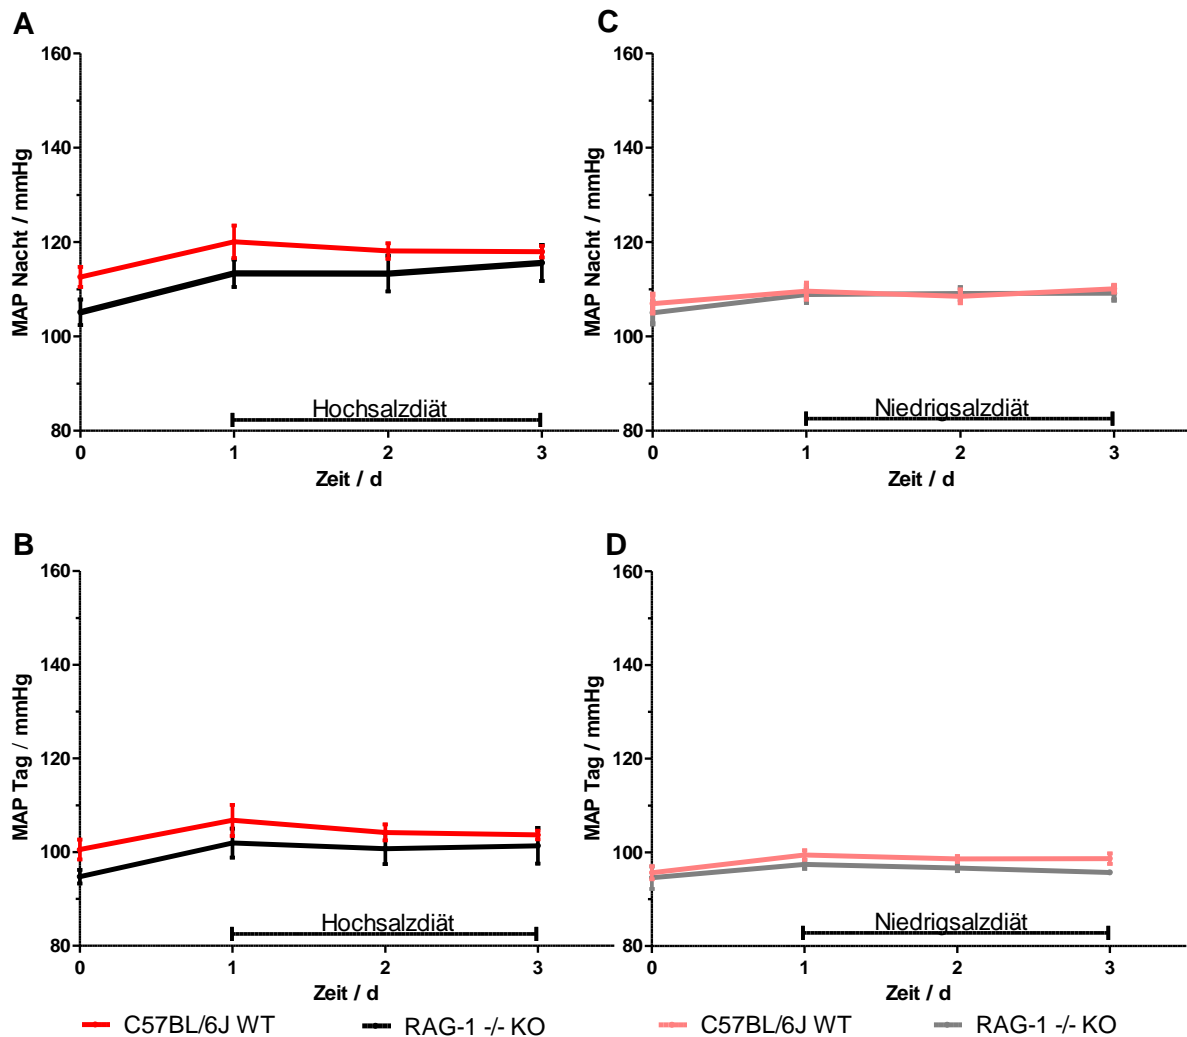 A
160
140
120
100
80
MAP Nacht / mmHg
Hochsalzdiät
0 1 2 3
Zeit / d
C
160
140
120
100
80
MAP Nacht / mmHg
Niedrigsalzdiät
0 1 2 3
Zeit / d
B
160
140
120
100
80
MAP Tag / mmHg
Hochsalzdiät
0 1 2 3
Zeit / d
D
160
140
120
100
80
MAP Tag / mmHg
Niedrigsalzdiät
0 1 2 3
Zeit / d
C57BL/6J WT RAG-1 -/- KO
C57BL/6J WT RAG-1 -/- KO